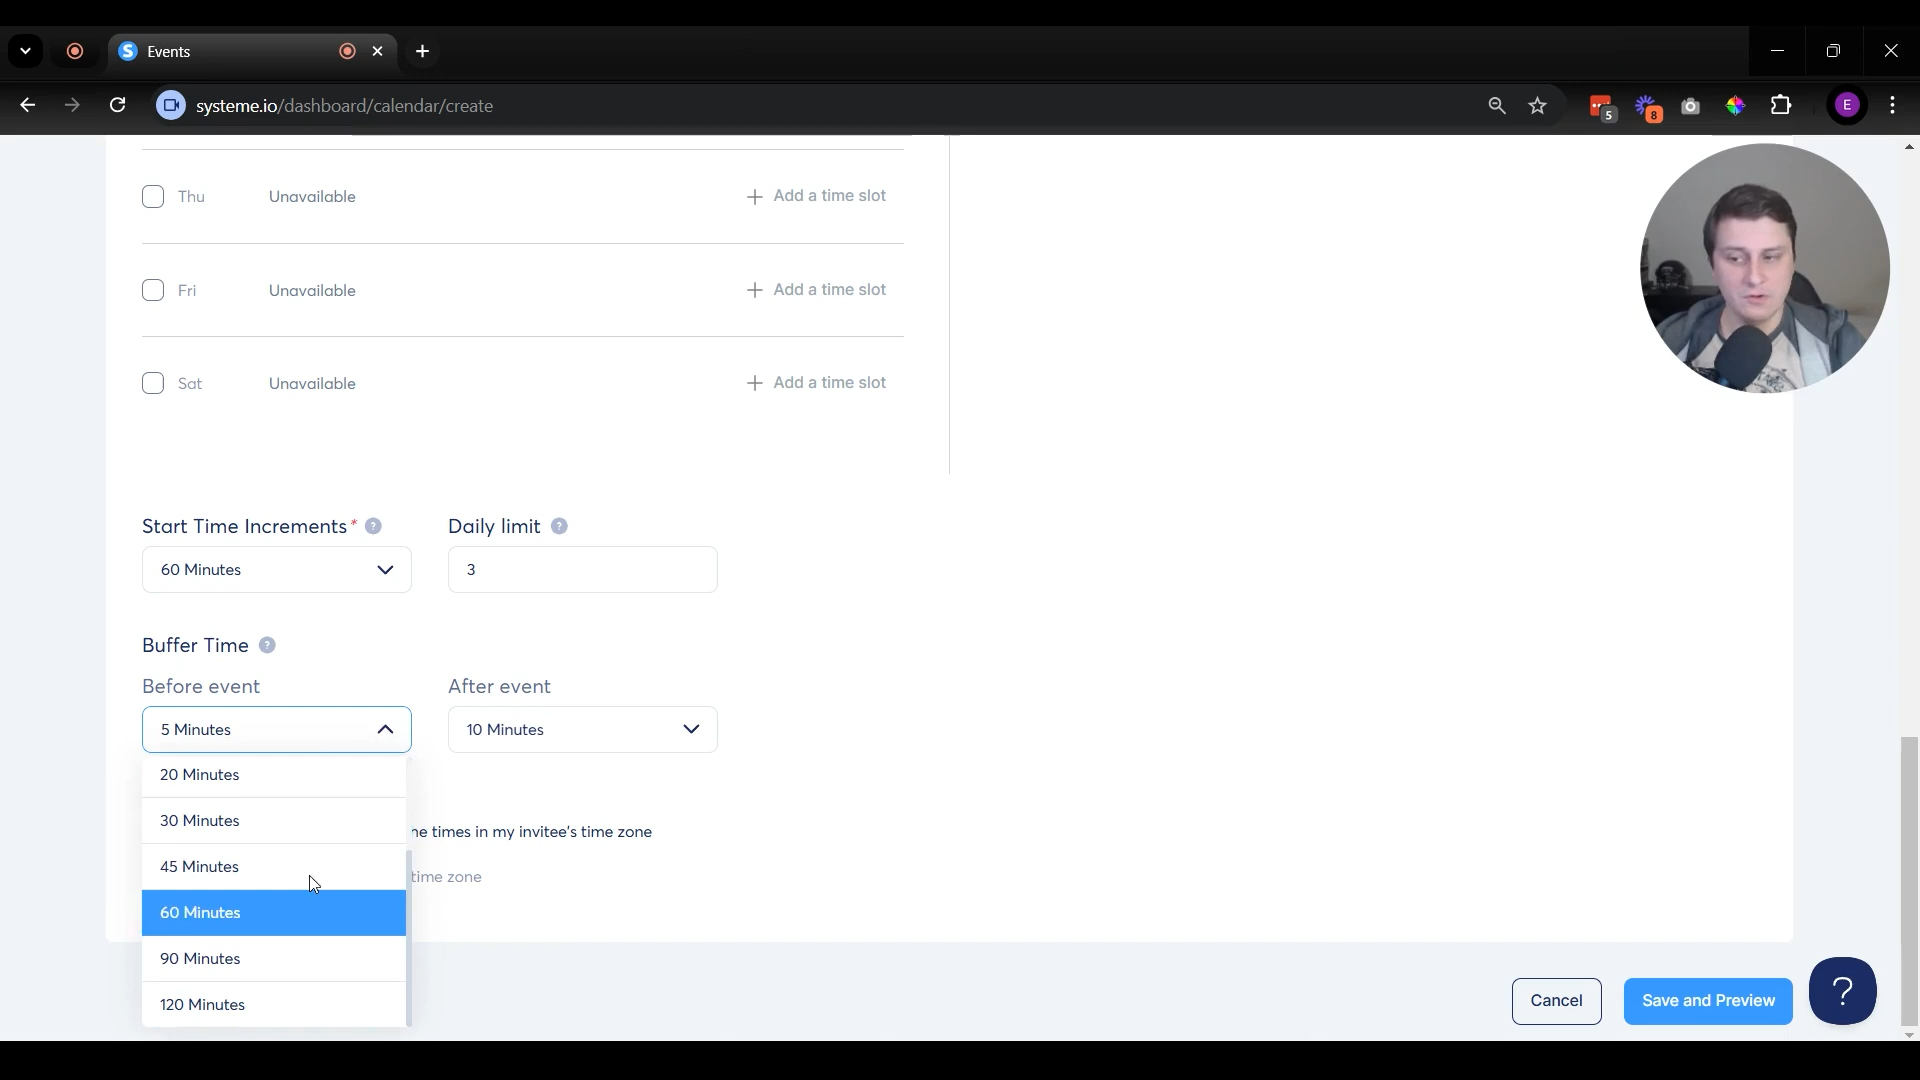 Events
systeme.io/dashboard/calendar/create
5
8
E
Thu Unavailable + Add a time slot
Fri Unavailable + Add a time slot
Sat Unavailable + Add a time slot
Start Time Increments* ? Daily limit ?
60 Minutes 3
Buffer Time ?
Before event After event
5 Minutes 10 Minutes
20 Minutes
30 Minutes
he times in my invitee's time zone
45 Minutes
time zone
60 Minutes
90 Minutes
120 Minutes
Cancel Save and Preview ?